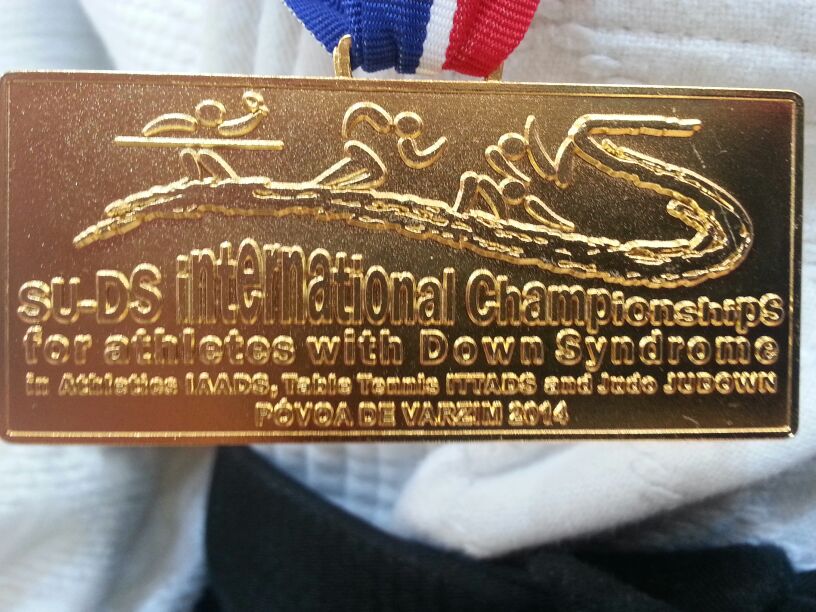 SU-DS international Championships
for athletes with Down Syndrome
in Athletics IAADS, Table Tennis ITTADS and Judo JUDOWN
PÓVOA DE VARZIM 2014